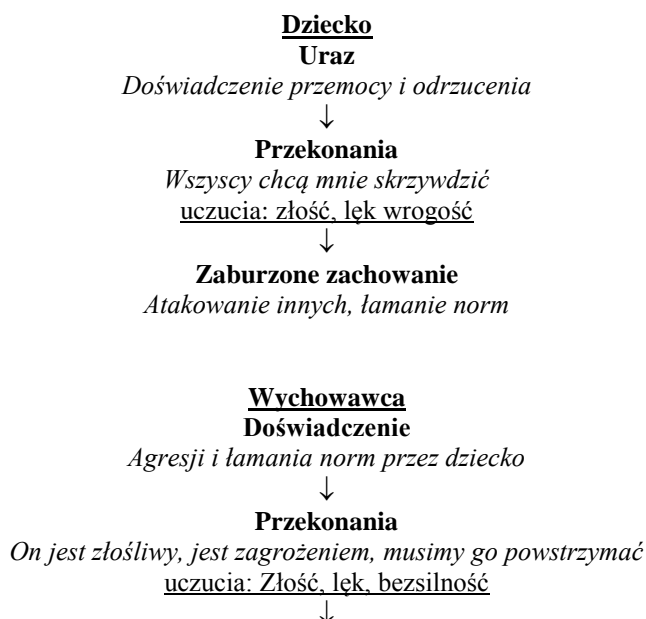 Dziecko
Uraz
Doświadczenie przemocy i odrzucenia
↓
Przekonania
Wszyscy chcą mnie skrzywdzić
uczucia: złość, lęk wrogość
↓
Zaburzone zachowanie
Atakowanie innych, łamanie norm
Wychowawca
Doświadczenie
Agresji i łamania norm przez dziecko
↓
Przekonania
On jest złośliwy, jest zagrożeniem, musimy go powstrzymać
uczucia: Złość, lęk, bezsilność
↓